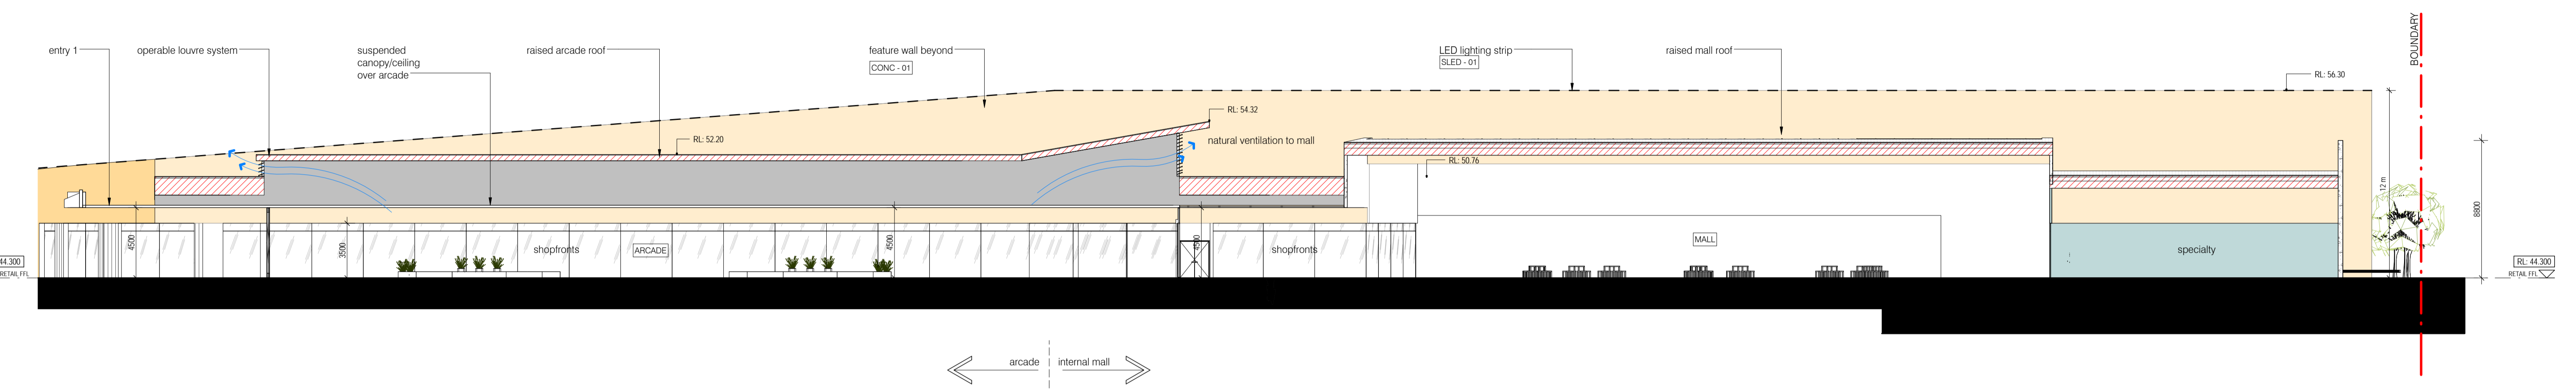 entry 1
operable louvre system
suspended
canopy/ceiling
over arcade
raised arcade roof
feature wall beyond
CONC - 01
LED lighting strip
SLED - 01
raised mall roof
BOUNDARY
RL: 56.30
RL: 54.32
RL: 52.20
natural ventilation to mall
RL: 50.76
12 m
8800
4500
3500
shopfronts
ARCADE
4500
4500
shopfronts
MALL
specialty
44.300
RETAIL FFL
RL: 44.300
RETAIL FFL
arcade
internal mall